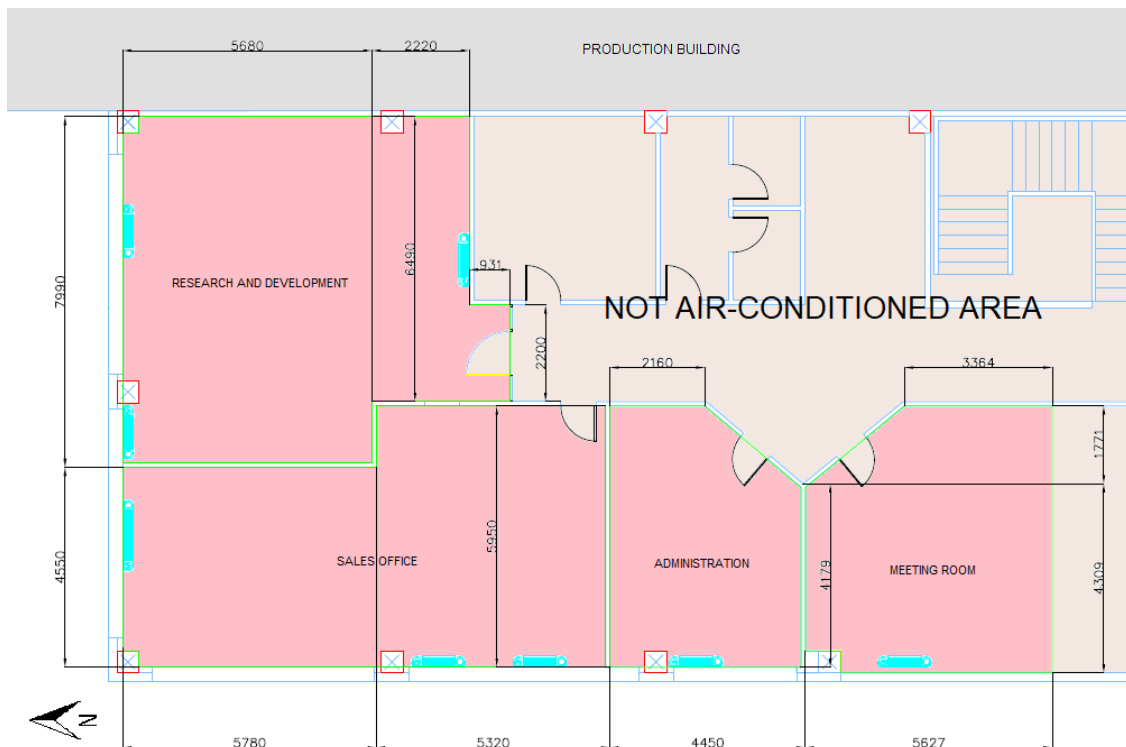 5680
2220
PRODUCTION BUILDING
7990
6490
931
RESEARCH AND DEVELOPMENT
NOT AIR-CONDITIONED AREA
2200
2160
3364
1771
4550
SALES OFFICE
5950
ADMINISTRATION
4179
MEETING ROOM
4309
N
5780
5320
4450
5627